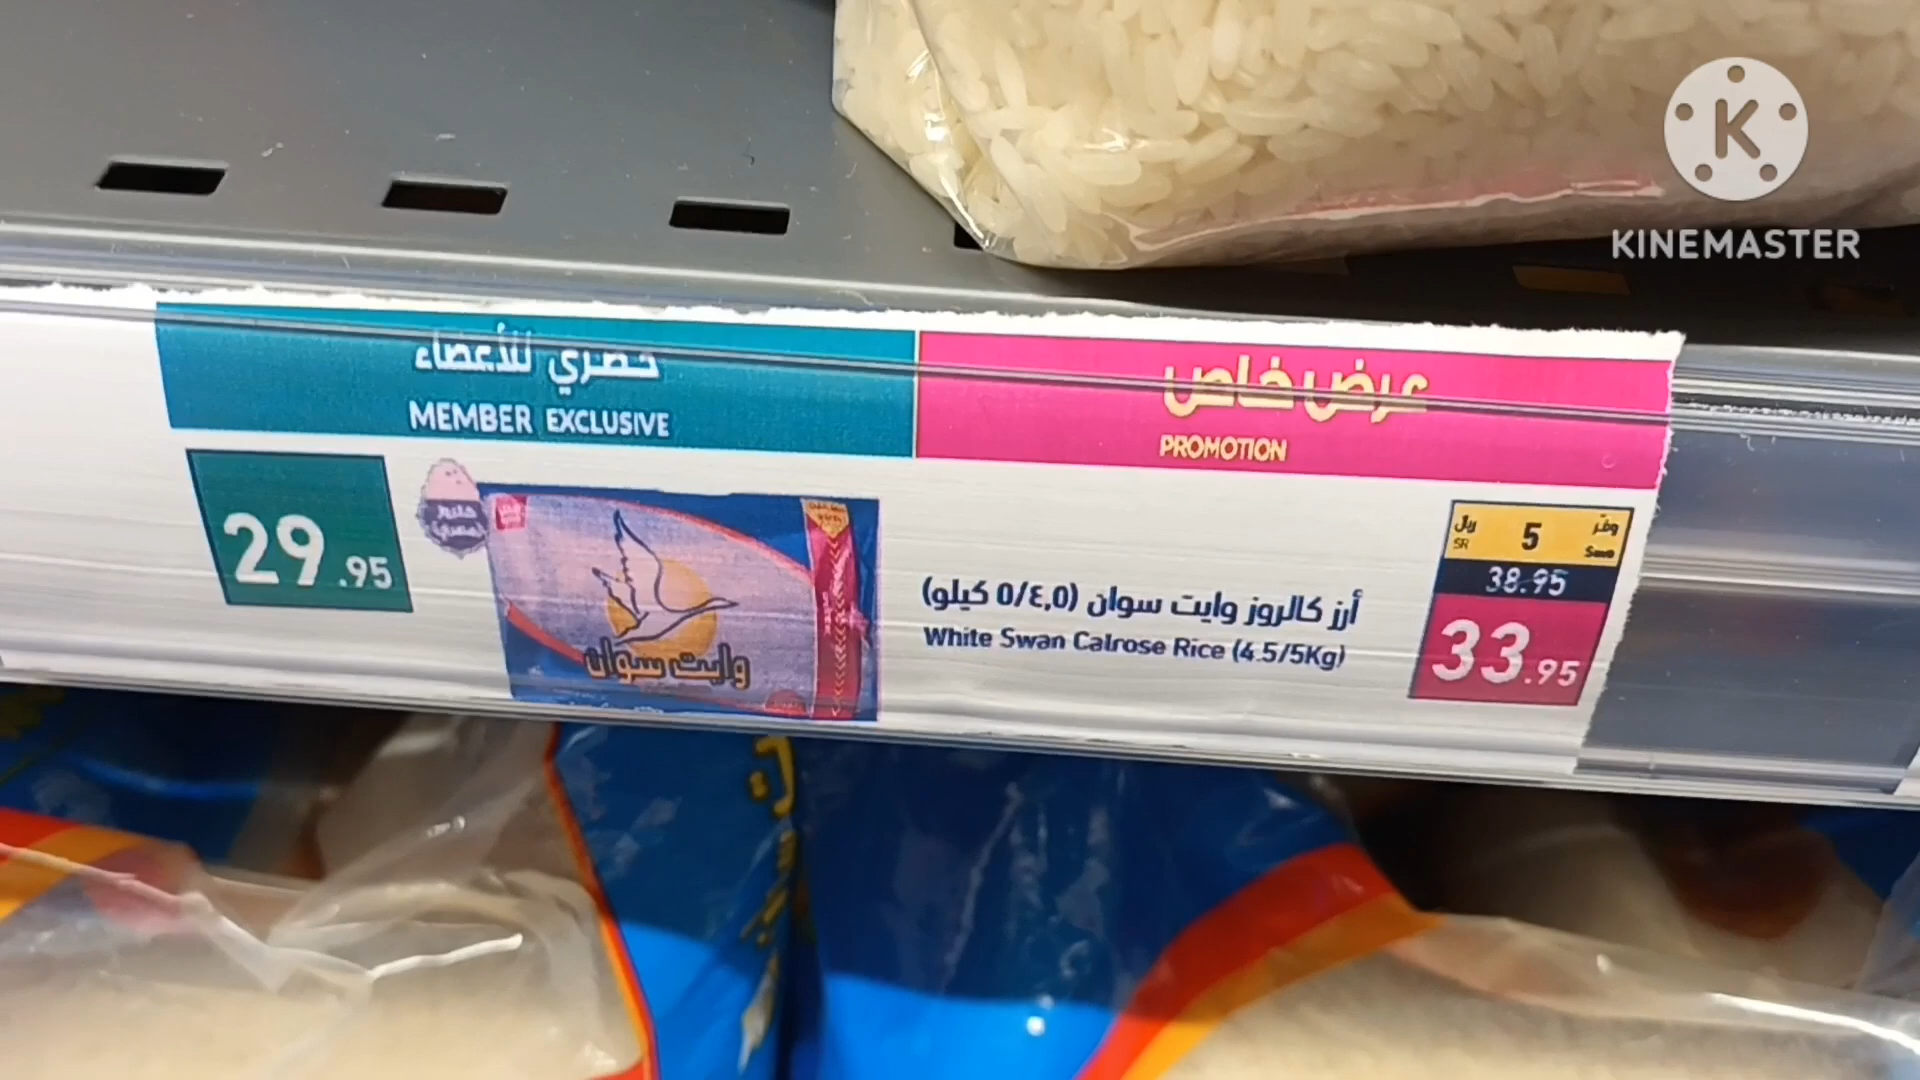 KINEMASTER
حصري للأعضاء
MEMBER EXCLUSIVE
عرض خاص
PROMOTION
29.95
وايت سوان
أرز كالروز وايت سوان (٥/٤,٥ كيلو)
White Swan Calrose Rice (4.5/5Kg)
وفّر 5 ريال
Save SR
38.95
33.95